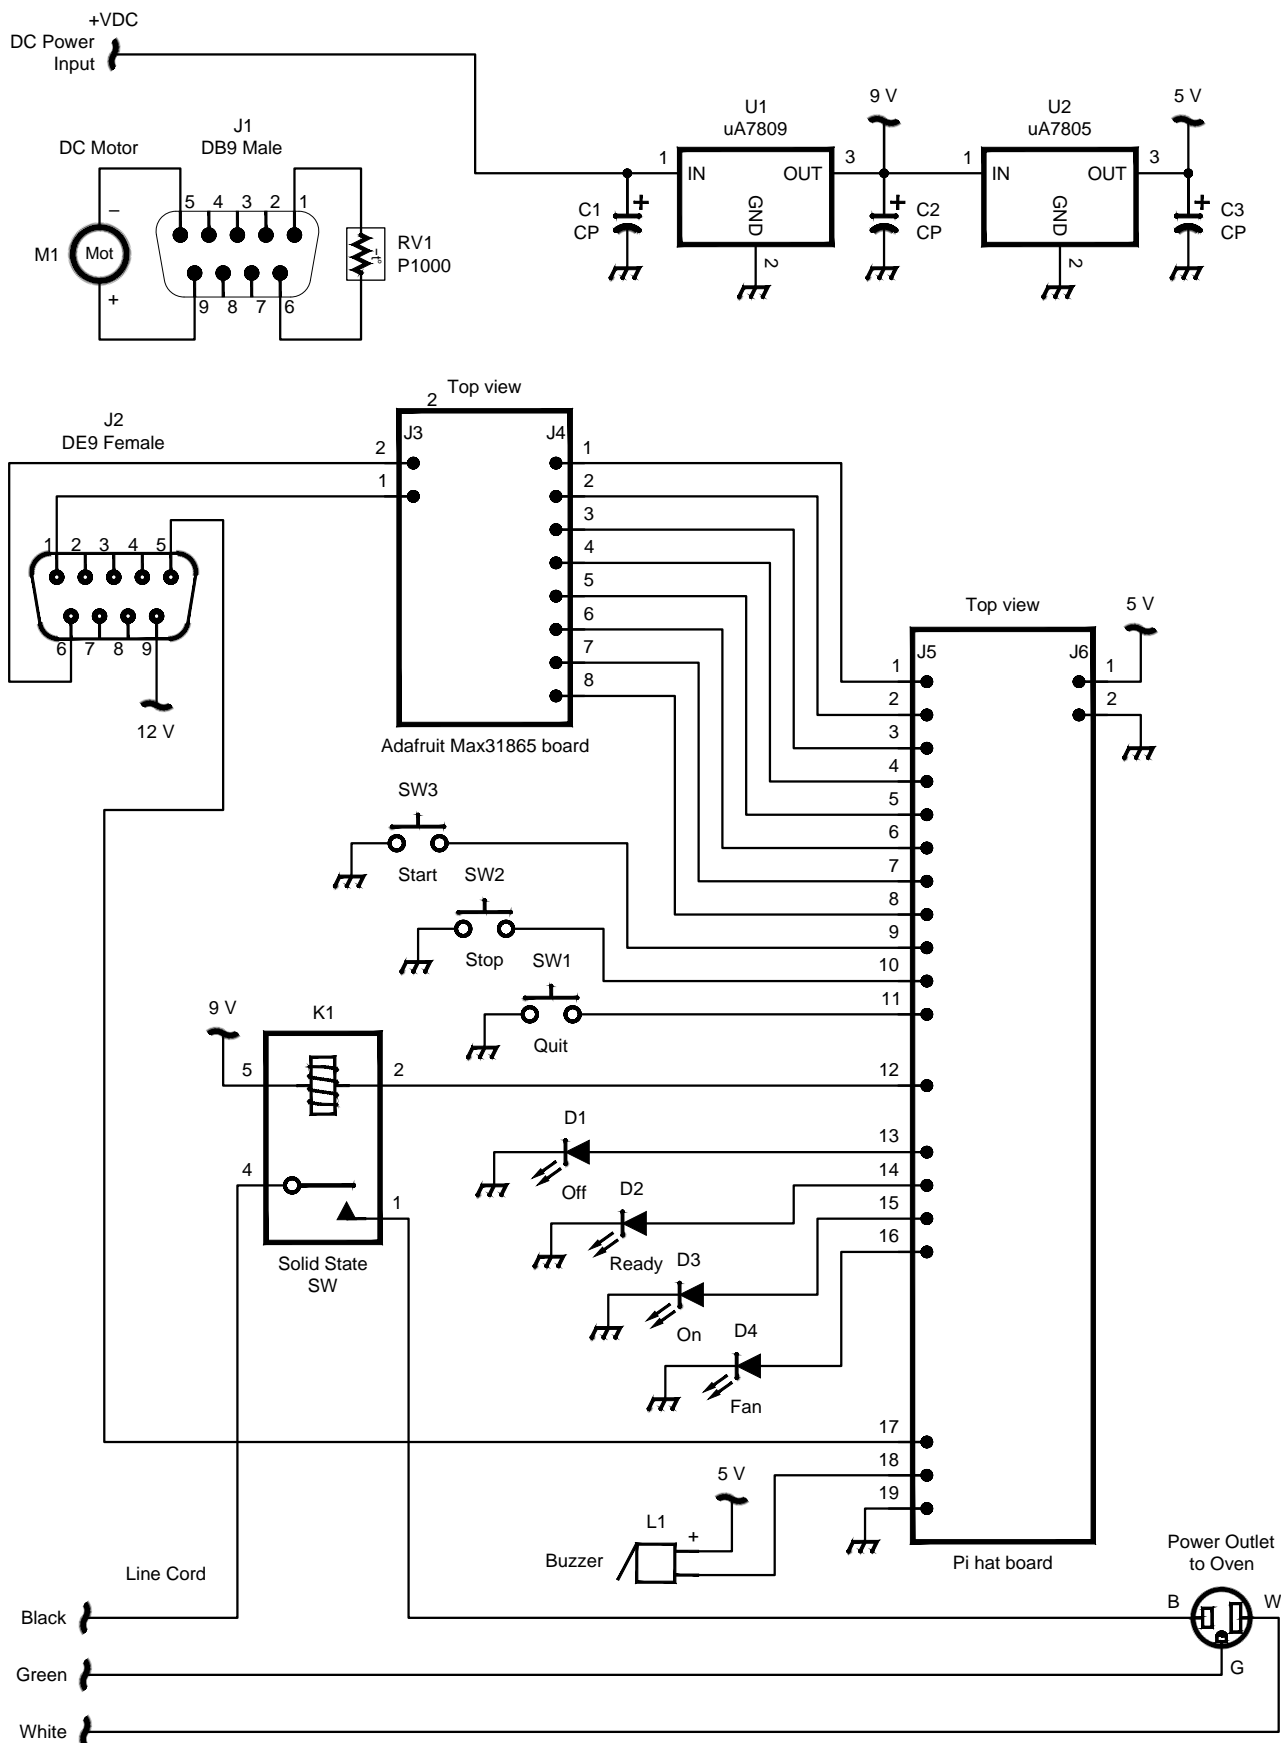 +VDC
DC Power
Input
U1
uA7809
9 V
U2
uA7805
5 V
J1
DB9 Male
DC Motor
1
IN
OUT
3
1
IN
OUT
3
GND
GND
2
2
+
C1
CP
+
C2
CP
+
C3
CP
5
4
3
2
1
–
M1
Mot
+
9
8
7
6
-t°
RV1
P1000
Top view
2
J2
DE9 Female
J3
J4
2
1
1
2
3
4
5
6
7
8
1
2
3
4
5
6
7
8
9
12 V
Adafruit Max31865 board
Top view
5 V
J5
J6
1
2
1
2
3
4
5
6
7
8
9
10
11
12
13
14
15
16
17
18
19
SW3
Start
SW2
Stop
SW1
Quit
9 V
K1
5
2
4
1
Solid State
SW
D1
Off
D2
Ready
D3
On
D4
Fan
5 V
L1
+
Buzzer
Pi hat board
Power Outlet
to Oven
B
W
G
Line Cord
Black
Green
White